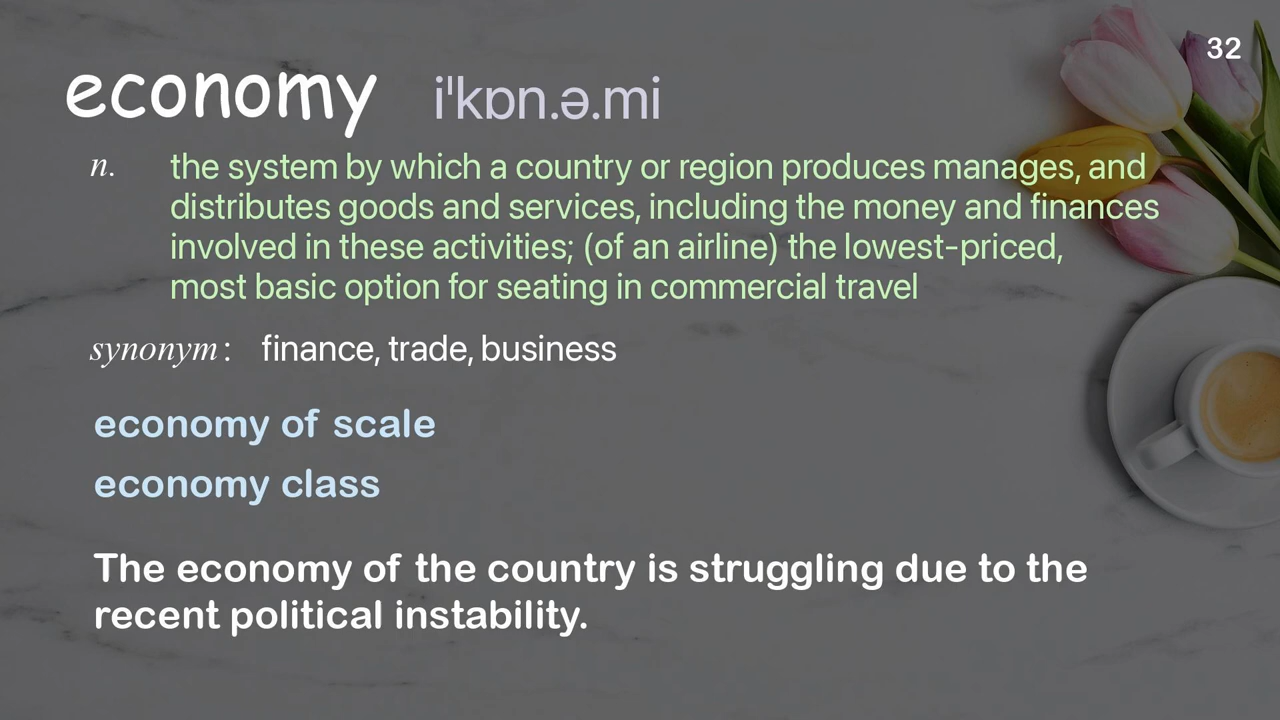 32
economy iˈkɒn.ə.mi
n. the system by which a country or region produces manages, and
distributes goods and services, including the money and finances
involved in these activities; (of an airline) the lowest-priced,
most basic option for seating in commercial travel
synonym: finance, trade, business
economy of scale
economy class
The economy of the country is struggling due to the
recent political instability.